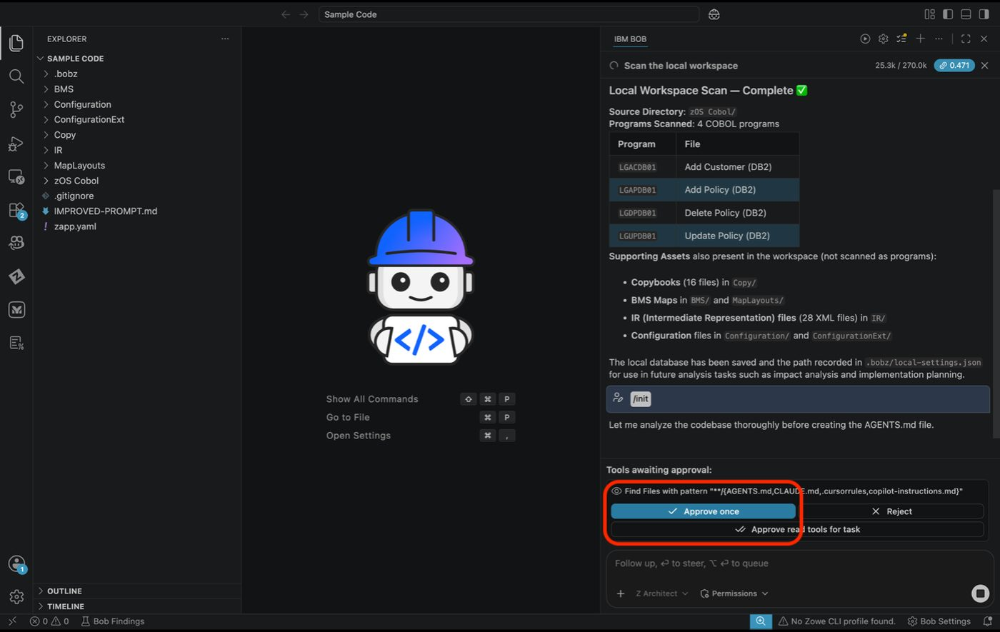 Sample Code
EXPLORER
SAMPLE CODE
.bobz
BMS
Configuration
ConfigurationExt
Copy
IR
MapLayouts
zOS Cobol
.gitignore
IMPROVED-PROMPT.md
! zapp.yaml
2
1
OUTLINE
TIMELINE
</>
Show All Commands ⇧ ⌘ P
Go to File ⌘ P
Open Settings ⌘ ,
IBM BOB
Scan the local workspace 25.3k / 270.0k 0.471
Local Workspace Scan — Complete ✅
Source Directory: zOS Cobol/
Programs Scanned: 4 COBOL programs
Program File
LGACDB01 Add Customer (DB2)
LGAPDB01 Add Policy (DB2)
LGDPDB01 Delete Policy (DB2)
LGUPDB01 Update Policy (DB2)
Supporting Assets also present in the workspace (not scanned as programs):
• Copybooks (16 files) in Copy/
• BMS Maps in BMS/ and MapLayouts/
• IR (Intermediate Representation) files (28 XML files) in IR/
• Configuration files in Configuration/ and ConfigurationExt/
The local database has been saved and the path recorded in .bobz/local-settings.json
for use in future analysis tasks such as impact analysis and implementation planning.
/init
Let me analyze the codebase thoroughly before creating the AGENTS.md file.
Tools awaiting approval:
Find Files with pattern "**/{AGENTS.md,CLAUDE.md,.cursorrules,copilot-instructions.md}"
Approve once Reject
Approve read tools for task
Follow up, ⏎ to steer, ⌥ ⏎ to queue
Z Architect Permissions
0 0 Bob Findings No Zowe CLI profile found. Bob Settings